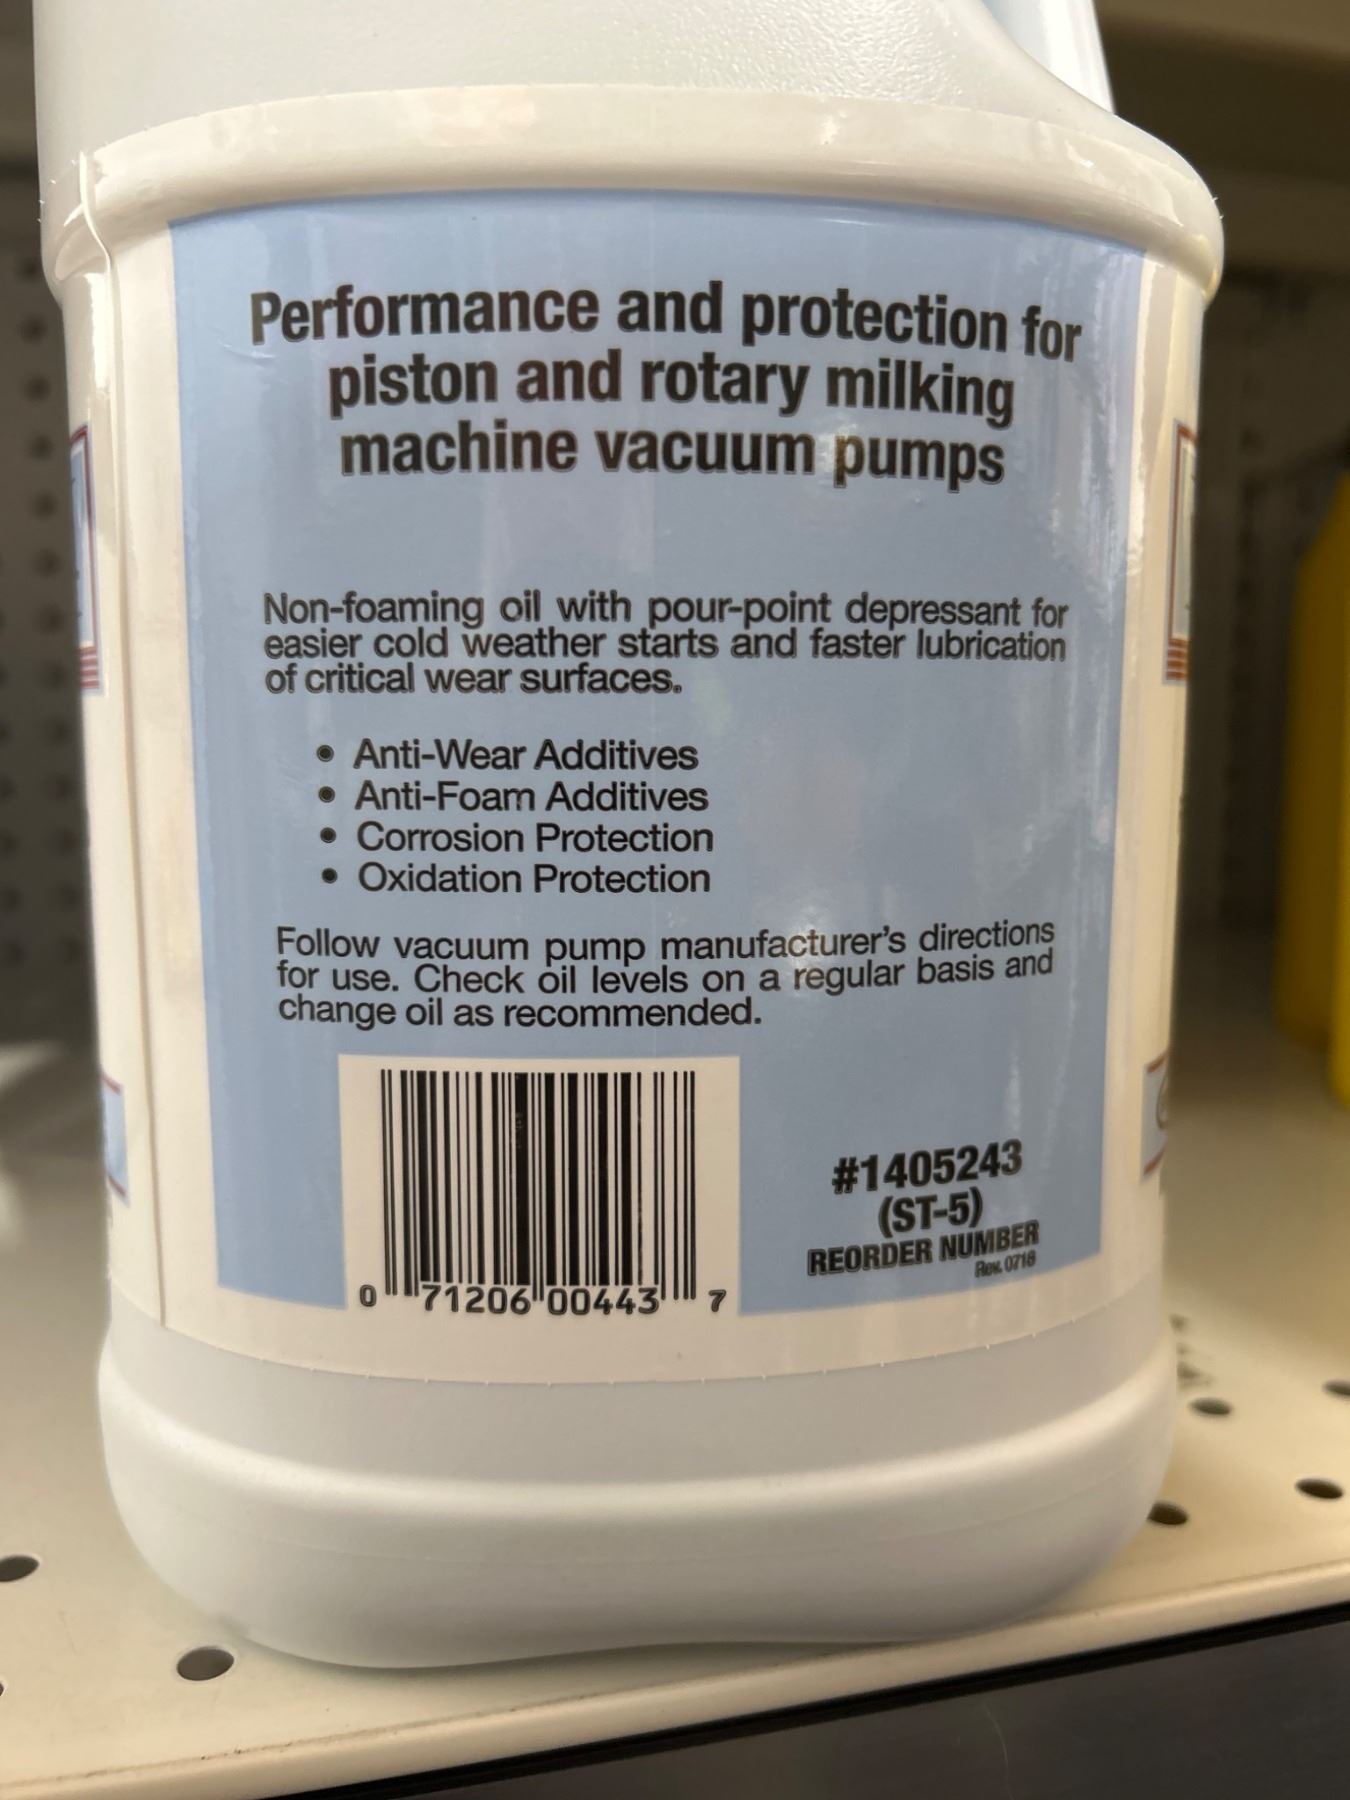 Performance and protection for
piston and rotary milking
machine vacuum pumps
Non-foaming oil with pour-point depressant for
easier cold weather starts and faster lubrication
of critical wear surfaces.
• Anti-Wear Additives
• Anti-Foam Additives
• Corrosion Protection
• Oxidation Protection
Follow vacuum pump manufacturer's directions
for use. Check oil levels on a regular basis and
change oil as recommended.
#1405243
(ST-5)
REORDER NUMBER
Rev. 0718
0 71206 00443 7